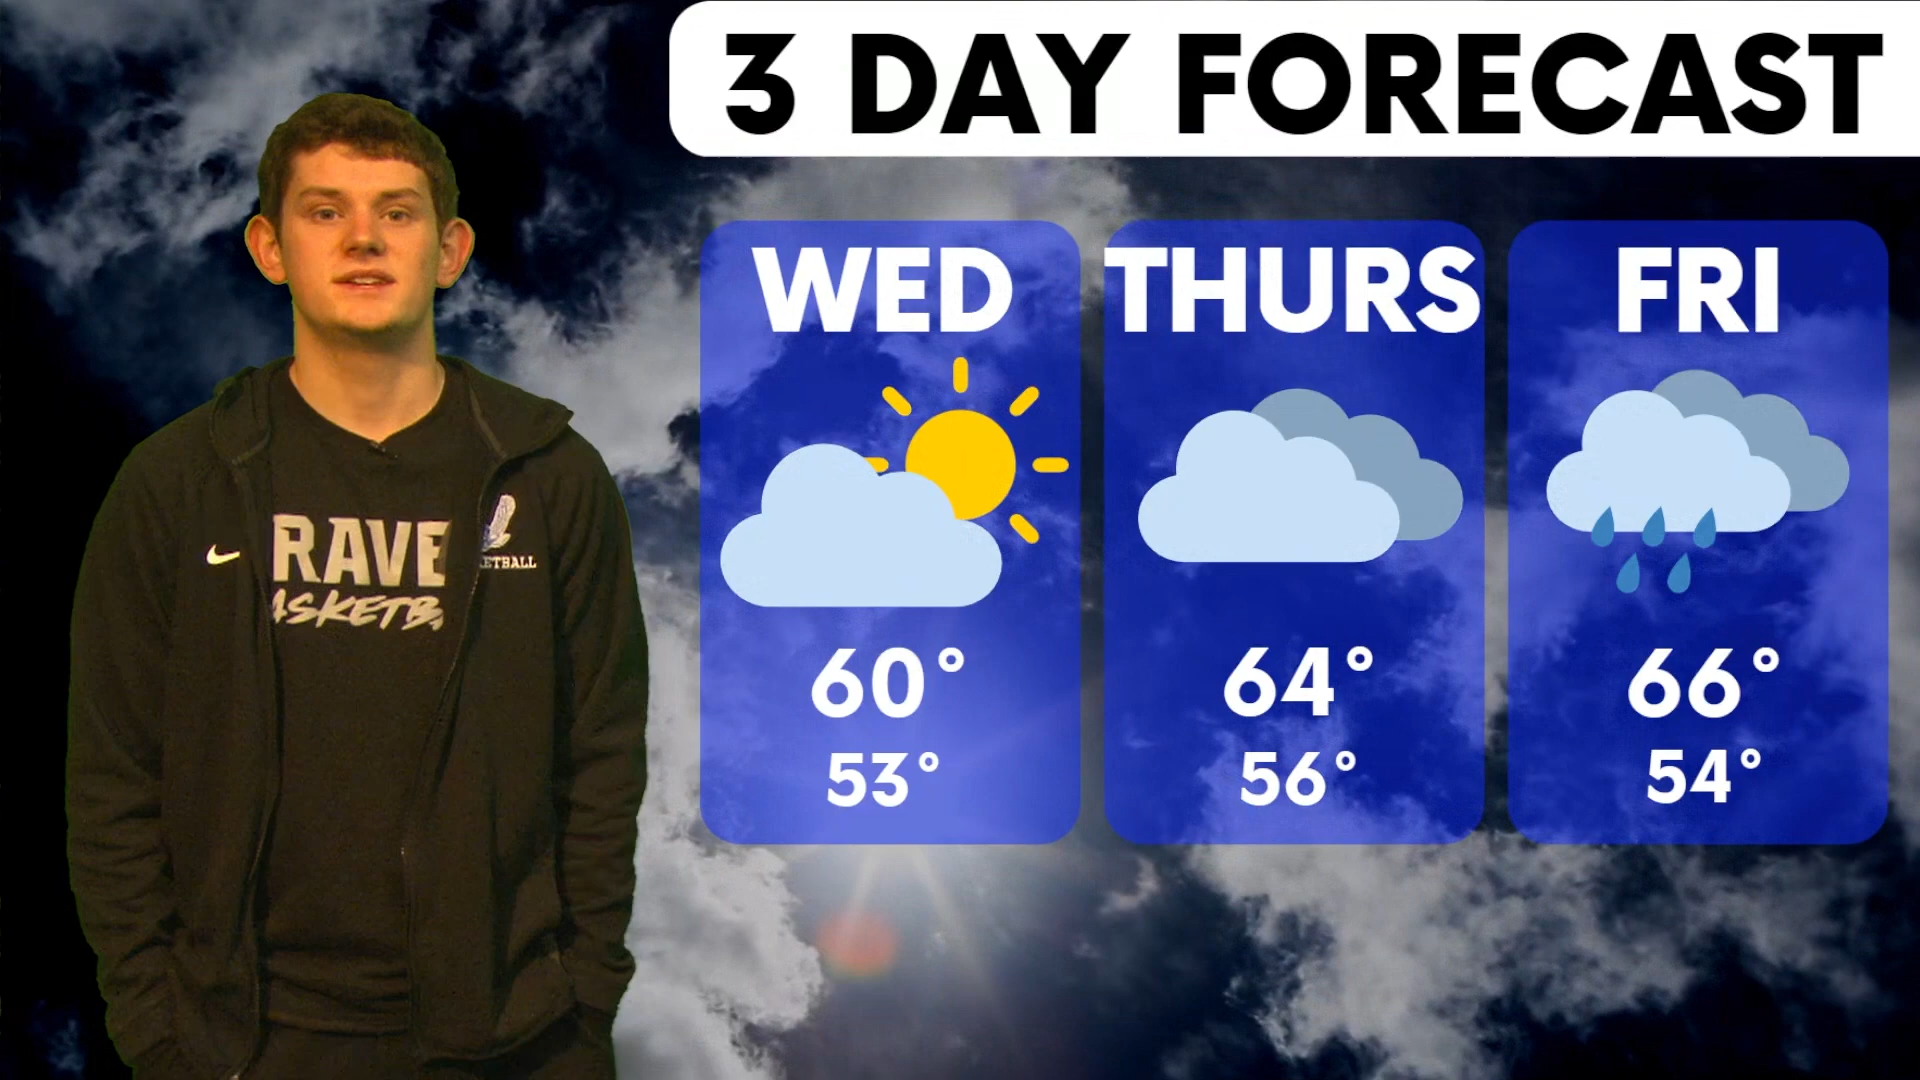 3 DAY FORECAST
WED
THURS
FRI
60°
64°
66°
53°
56°
54°
RAVE
ASKETB
ETBALL